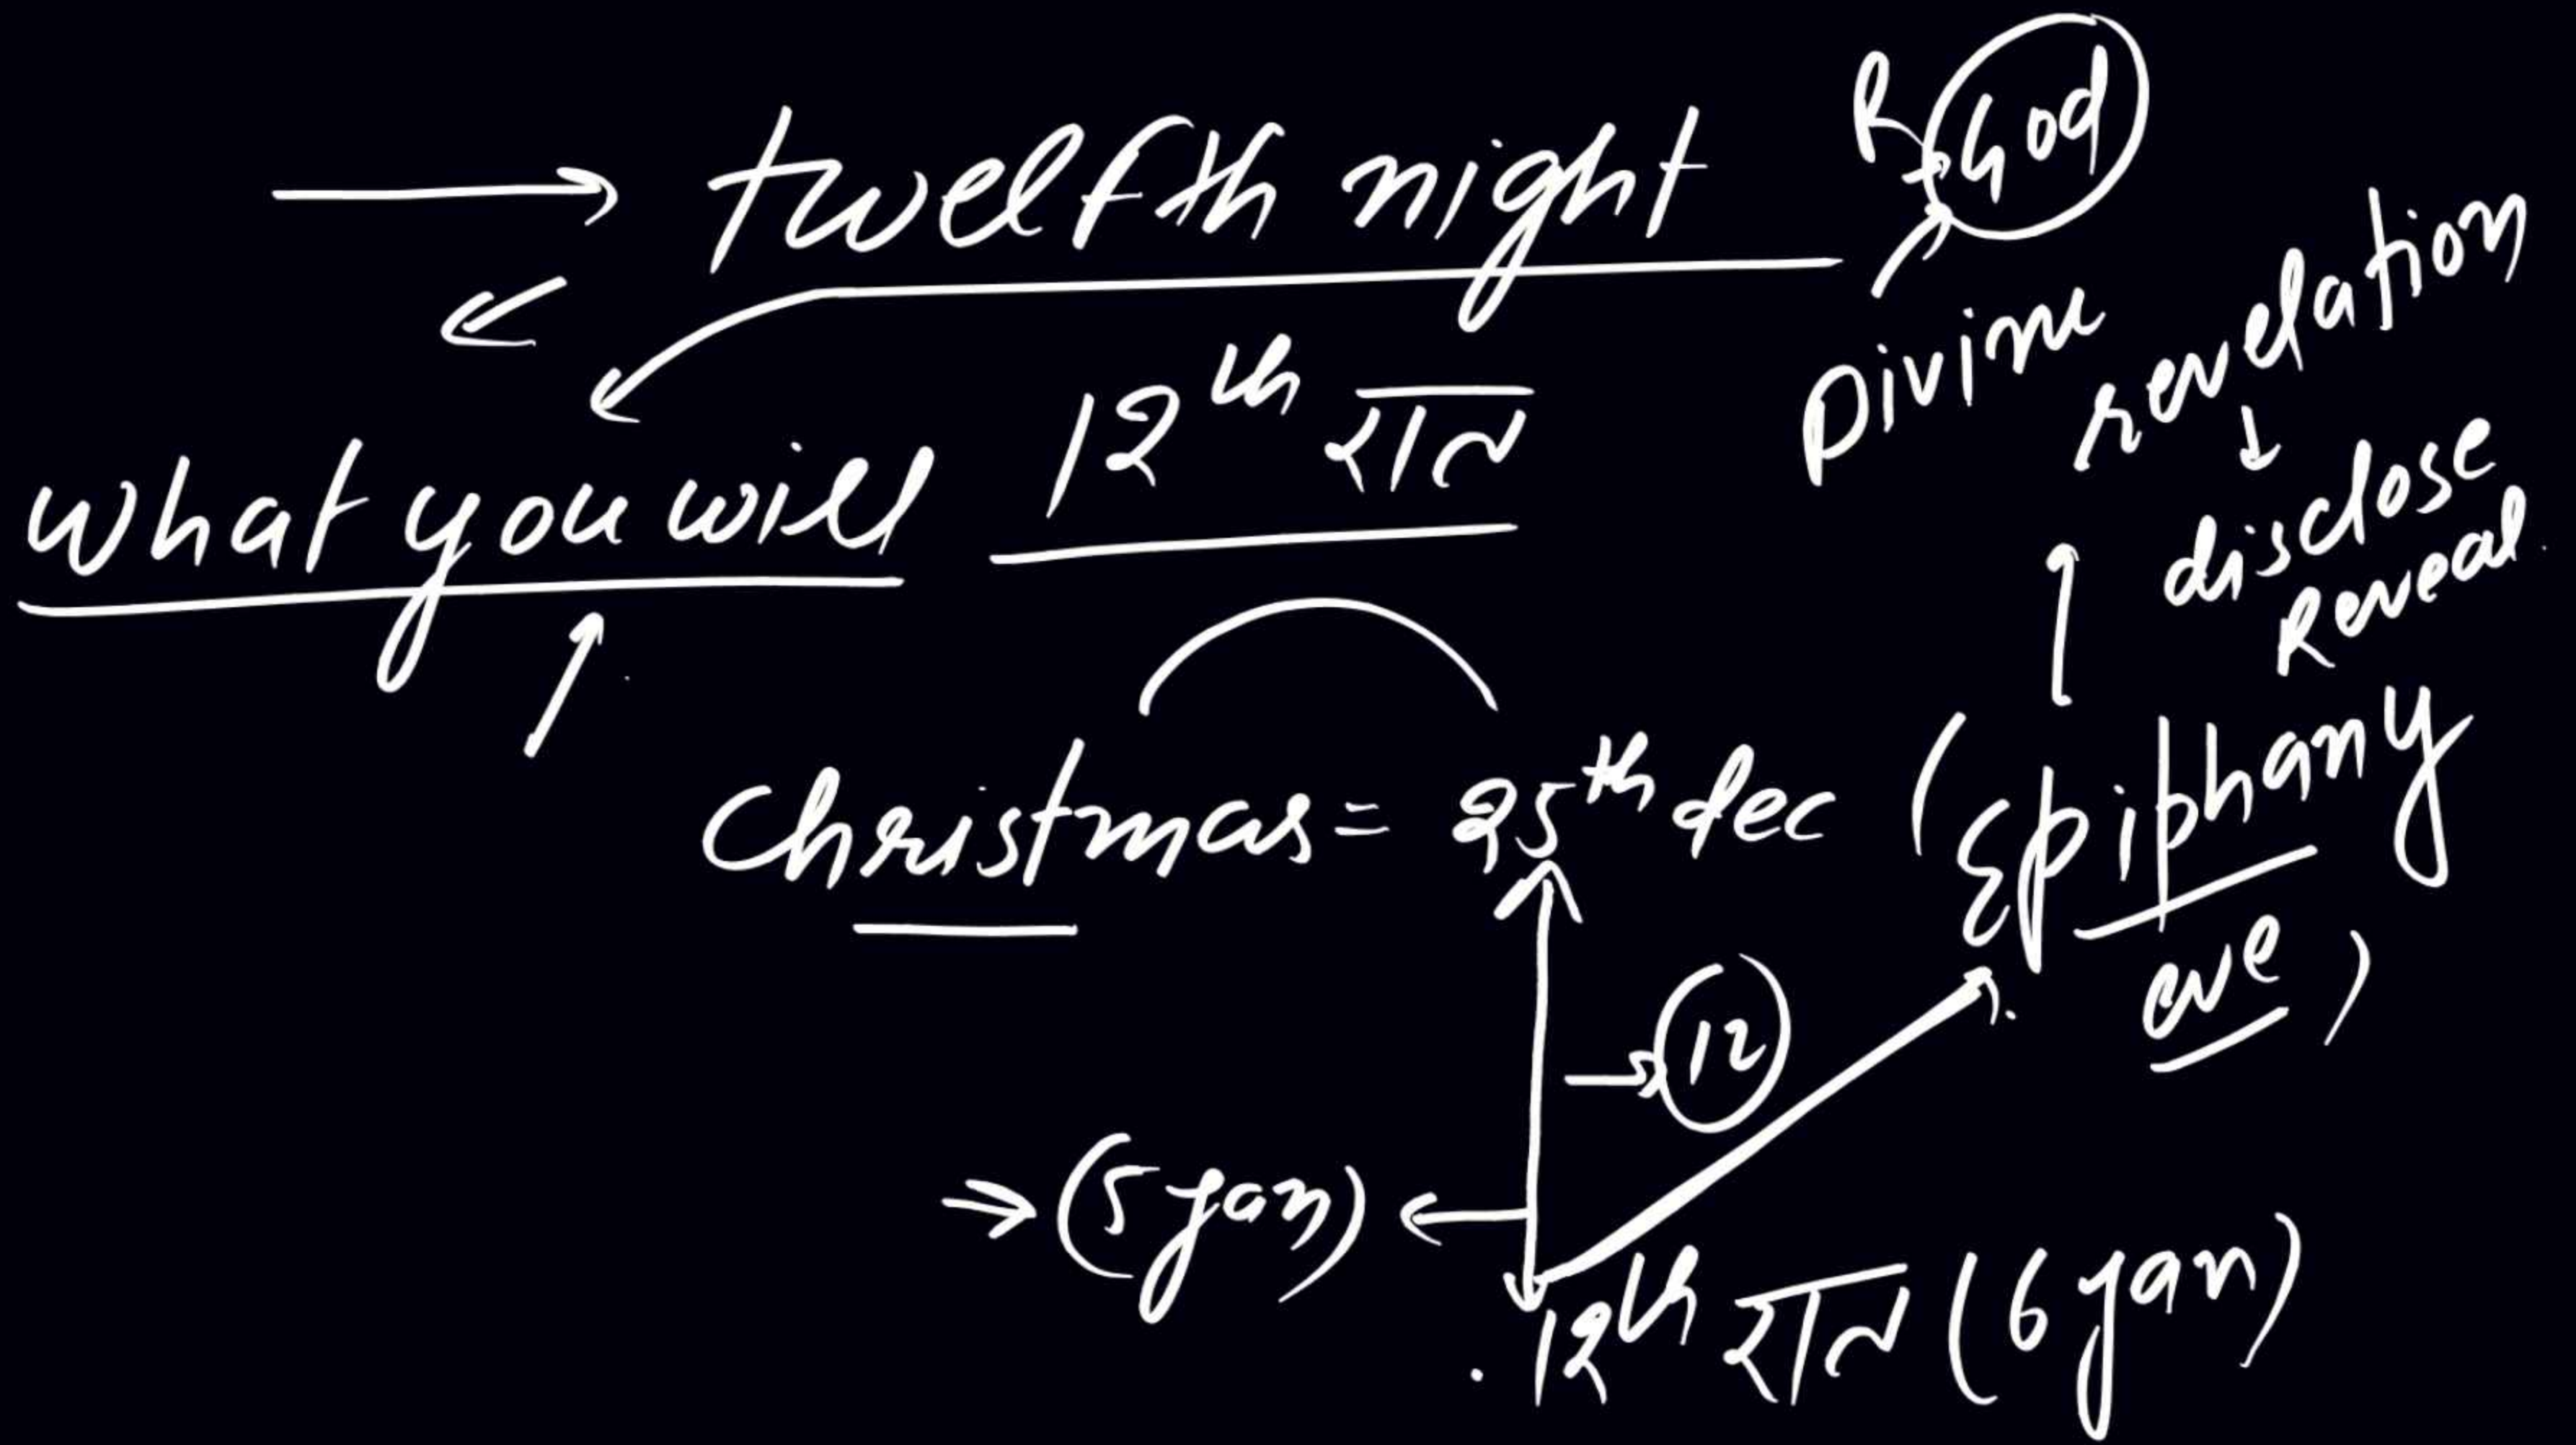 twelfth night
R God
Divine revelation
disclose
Reveal
12th रात
what you will
Christmas = 25th dec (Epiphany
eve)
12
(5 jan)
12th रात (6 jan)